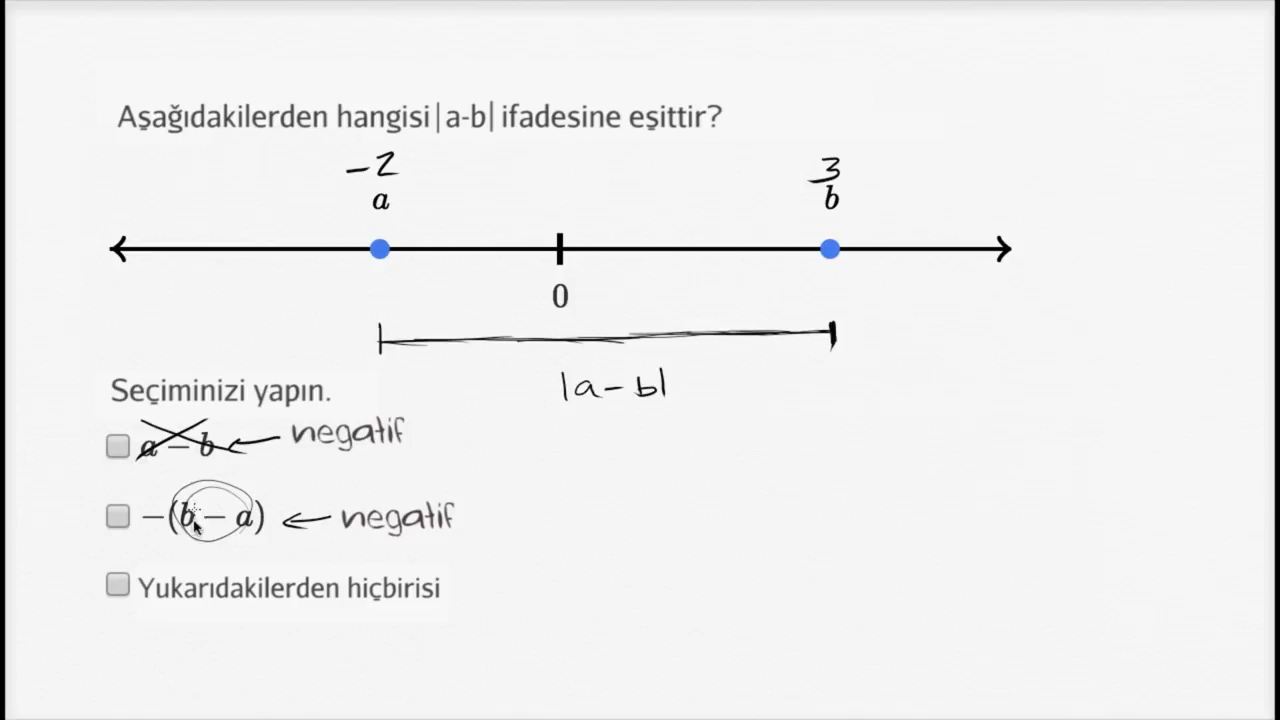 Aşağıdakilerden hangisi |a-b| ifadesine eşittir?
-2 3
a b
0
|a-b|
Seçiminizi yapın.
a - b ← negatif
-(b - a) ← negatif
Yukarıdakilerden hiçbirisi